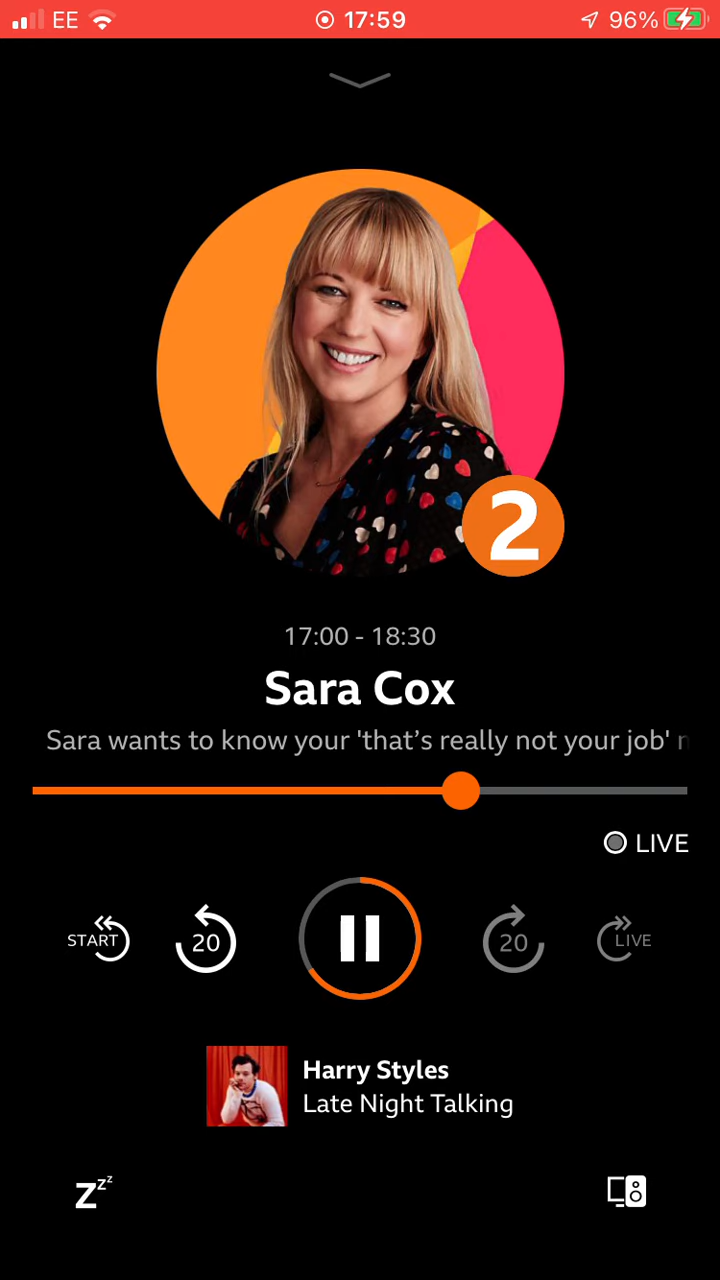 EE 17:59 96%
2
17:00 - 18:30
Sara Cox
Sara wants to know your 'that’s really not your job'
LIVE
START 20 20 LIVE
Harry Styles
Late Night Talking
Zzz